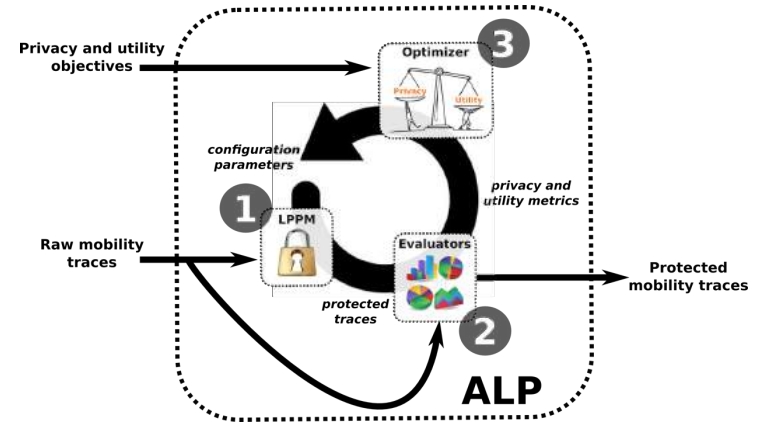 3
Optimizer
Privacy
Utility
Privacy and utility
objectives
configuration
parameters
privacy and
utility metrics
1
LPPM
Evaluators
Raw mobility
traces
Protected
mobility traces
protected
traces
2
ALP